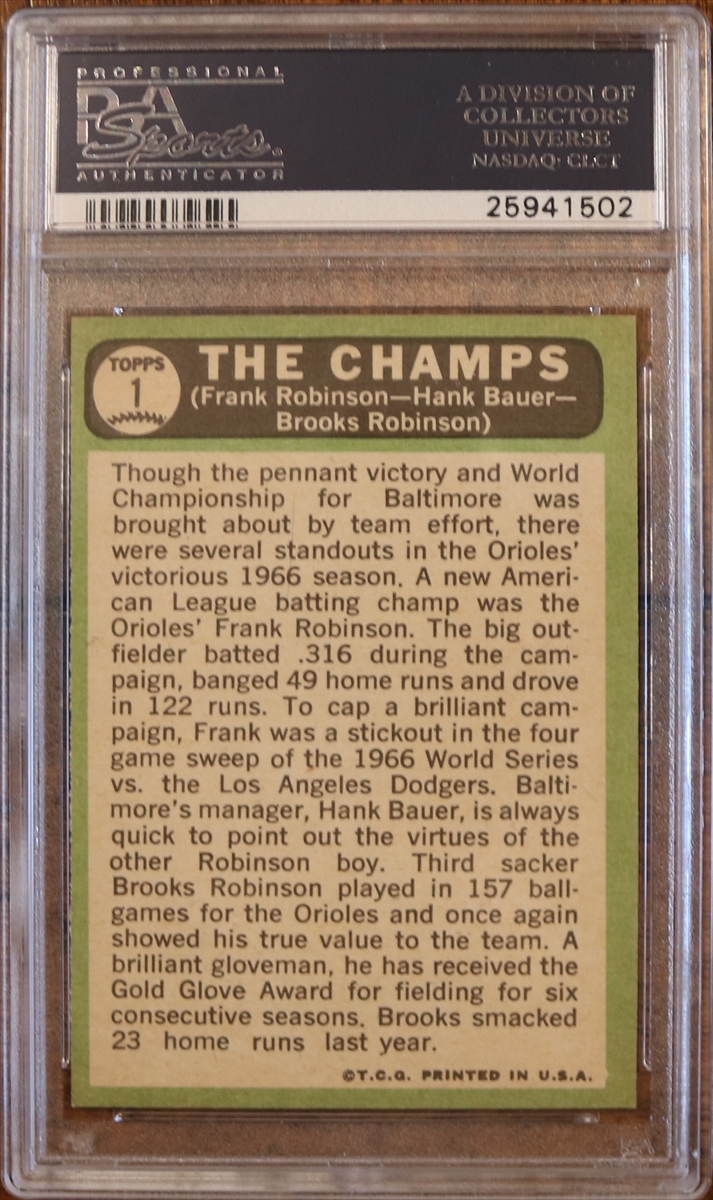 PROFESSIONAL
PSA
Sports.
AUTHENTICATOR
A DIVISION OF
COLLECTORS
UNIVERSE
NASDAQ: CLCT
25941502
TOPPS
1
THE CHAMPS
(Frank Robinson—Hank Bauer—
Brooks Robinson)
Though the pennant victory and World
Championship for Baltimore was
brought about by team effort, there
were several standouts in the Orioles'
victorious 1966 season. A new Ameri-
can League batting champ was the
Orioles' Frank Robinson. The big out-
fielder batted .316 during the cam-
paign, banged 49 home runs and drove
in 122 runs. To cap a brilliant cam-
paign, Frank was a stickout in the four
game sweep of the 1966 World Series
vs. the Los Angeles Dodgers. Balti-
more's manager, Hank Bauer, is always
quick to point out the virtues of the
other Robinson boy. Third sacker
Brooks Robinson played in 157 ball-
games for the Orioles and once again
showed his true value to the team. A
brilliant gloveman, he has received the
Gold Glove Award for fielding for six
consecutive seasons. Brooks smacked
23 home runs last year.
©T.C.G. PRINTED IN U.S.A.
PSA